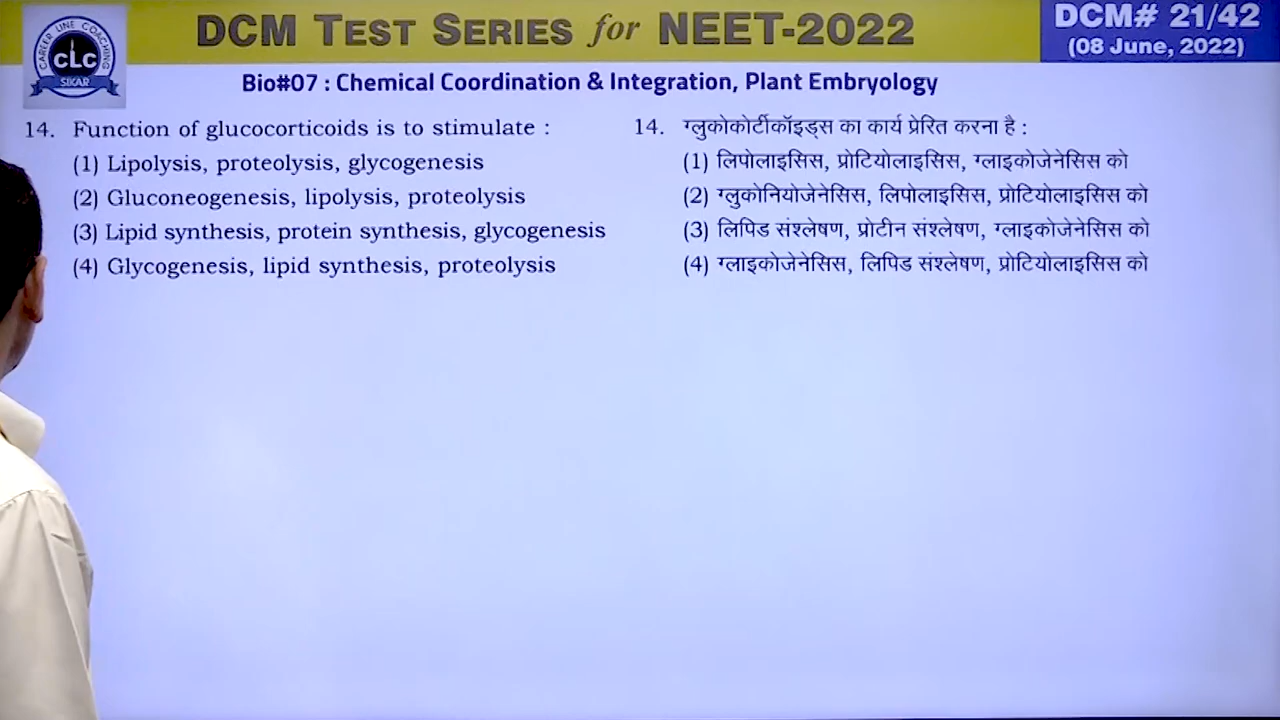 DCM TEST SERIES for NEET-2022
DCM# 21/42
(08 June, 2022)
CAREER LINE COACHING
CLC
SIKAR
Bio#07 : Chemical Coordination & Integration, Plant Embryology
14. Function of glucocorticoids is to stimulate :
(1) Lipolysis, proteolysis, glycogenesis
(2) Gluconeogenesis, lipolysis, proteolysis
(3) Lipid synthesis, protein synthesis, glycogenesis
(4) Glycogenesis, lipid synthesis, proteolysis
14. ग्लुकोकोर्टीकॉइड्स का कार्य प्रेरित करना है :
(1) लिपोलाइसिस, प्रोटियोलाइसिस, ग्लाइकोजेनेसिस को
(2) ग्लुकोनियोजेनेसिस, लिपोलाइसिस, प्रोटियोलाइसिस को
(3) लिपिड संश्लेषण, प्रोटीन संश्लेषण, ग्लाइकोजेनेसिस को
(4) ग्लाइकोजेनेसिस, लिपिड संश्लेषण, प्रोटियोलाइसिस को